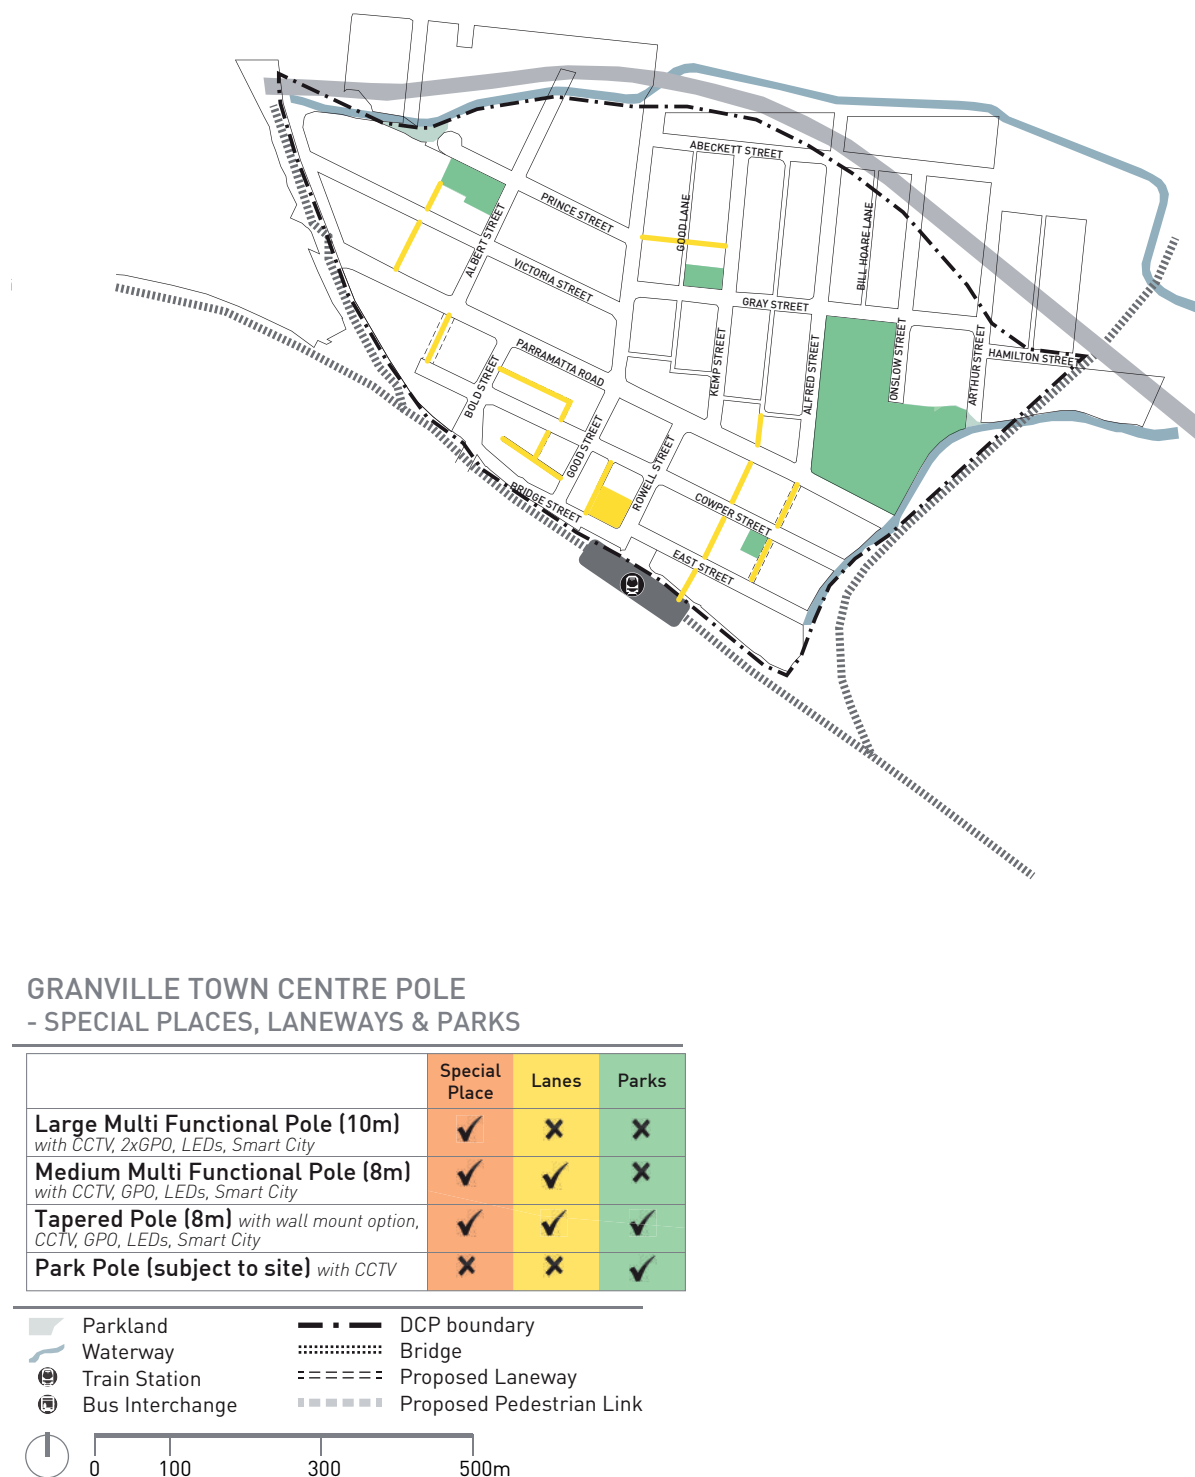 ABECKETT STREET
PRINCE STREET
GOOD LANE
BILL HOARE LANE
ALBERT STREET
VICTORIA STREET
GRAY STREET
HAMILTON STREET
PARRAMATTA ROAD
KEMP STREET
ALFRED STREET
ONSLOW STREET
ARTHUR STREET
BOLD STREET
GOOD STREET
ROWELL STREET
BRIDGE STREET
COWPER STREET
EAST STREET
GRANVILLE TOWN CENTRE POLE
- SPECIAL PLACES, LANEWAYS & PARKS
Special Place Lanes Parks
Large Multi Functional Pole (10m)
with CCTV, 2xGPO, LEDs, Smart City
Medium Multi Functional Pole (8m)
with CCTV, GPO, LEDs, Smart City
Tapered Pole (8m) with wall mount option,
CCTV, GPO, LEDs, Smart City
Park Pole (subject to site) with CCTV
Parkland
Waterway
Train Station
Bus Interchange
DCP boundary
Bridge
Proposed Laneway
Proposed Pedestrian Link
0 100 300 500m